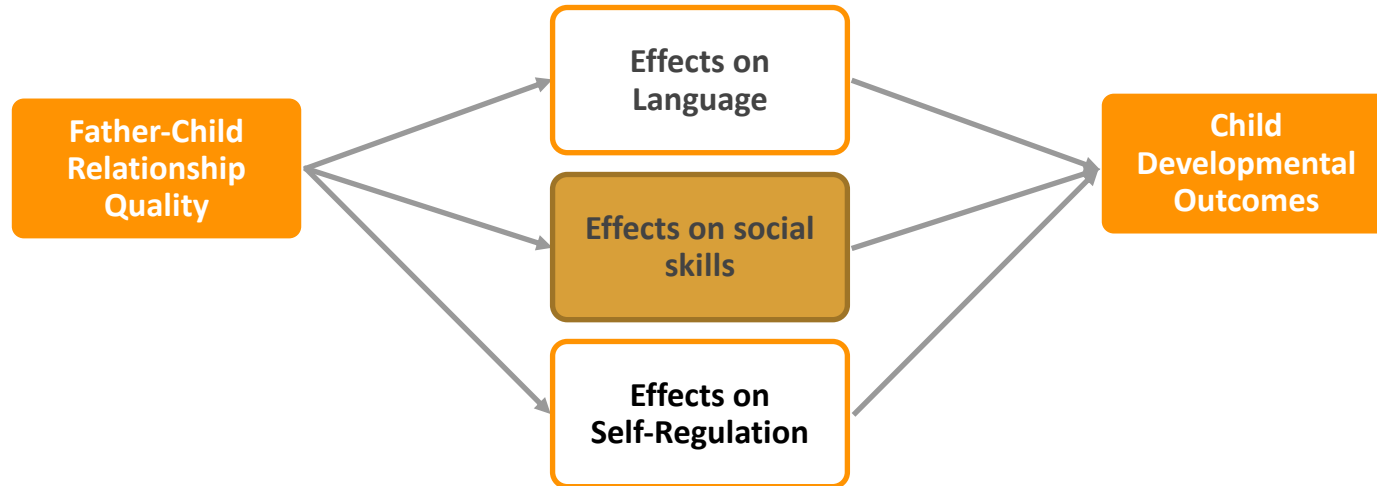 Father-Child
Relationship
Quality
Effects on
Language
Effects on social
skills
Effects on
Self-Regulation
Child
Developmental
Outcomes